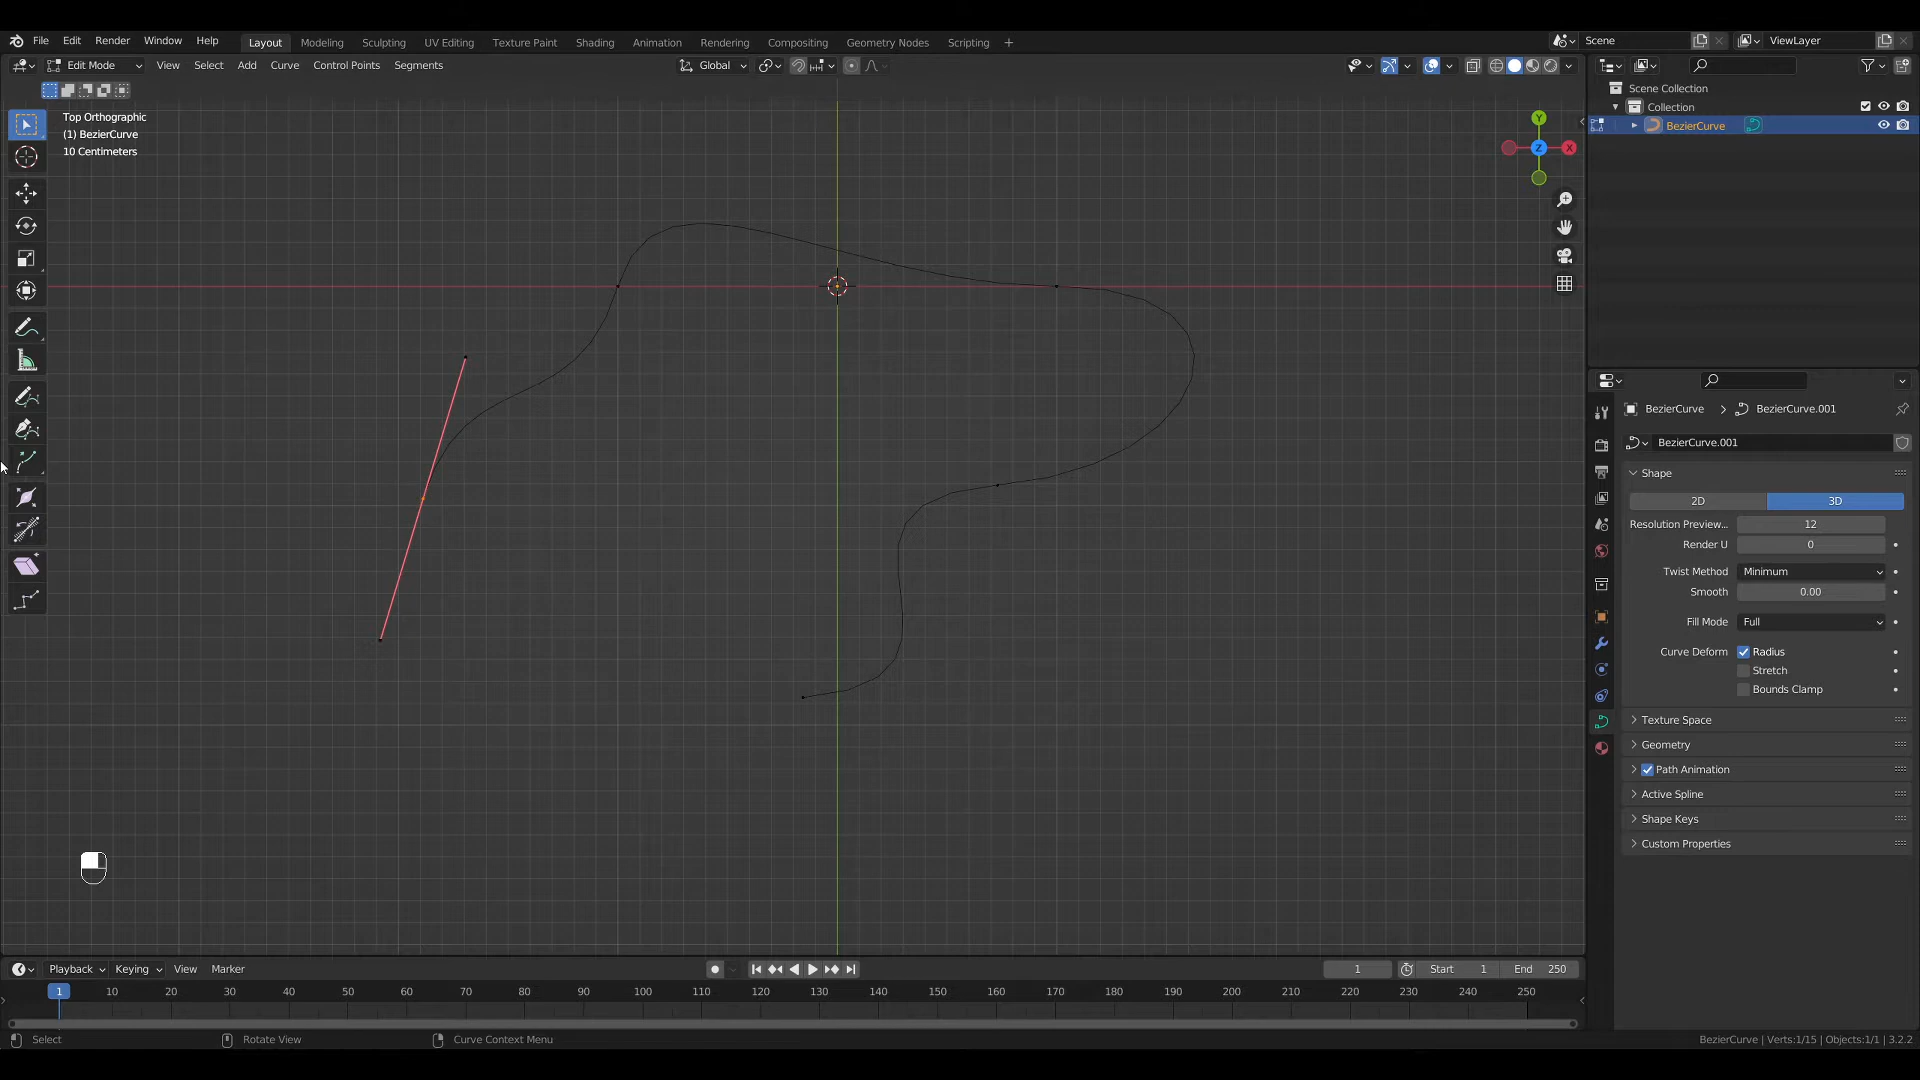 File Edit Render Window Help Layout Modeling Sculpting UV Editing Texture Paint Shading Animation Rendering Compositing Geometry Nodes Scripting + Scene ViewLayer
Edit Mode View Select Add Curve Control Points Segments Global
Scene Collection
Collection
BezierCurve
Top Orthographic
(1) BezierCurve
10 Centimeters
Y
Z
X
BezierCurve > BezierCurve.001
BezierCurve.001
Shape
2D 3D
Resolution Preview... 12
Render U 0
Twist Method Minimum
Smooth 0.00
Fill Mode Full
Curve Deform Radius
Stretch
Bounds Clamp
Texture Space
Geometry
Path Animation
Active Spline
Shape Keys
Custom Properties
Playback Keying View Marker 1 Start 1 End 250
1 10 20 30 40 50 60 70 80 90 100 110 120 130 140 150 160 170 180 190 200 210 220 230 240 250
Select Rotate View Curve Context Menu BezierCurve | Verts:1/15 | Objects:1/1 | 3.2.2